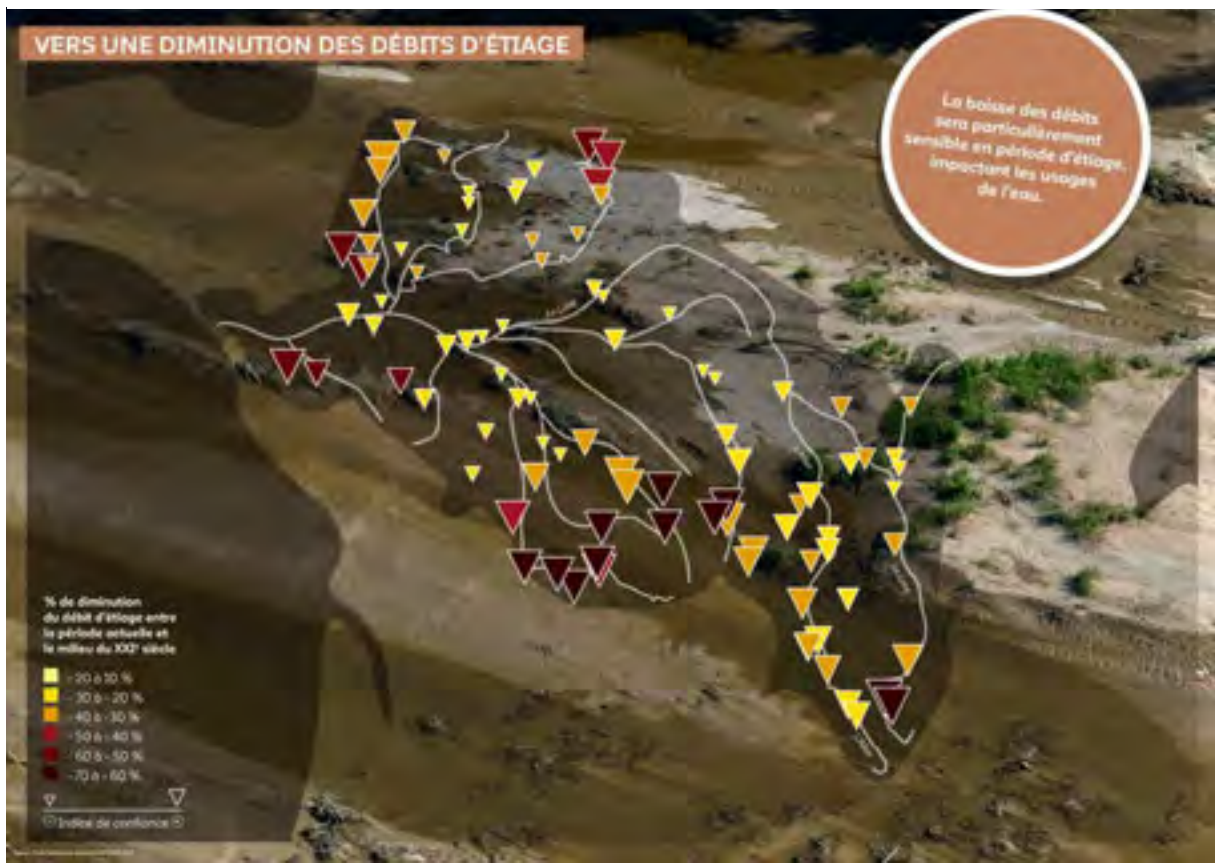 VERS UNE DIMINUTION DES DÉBITS D'ÉTIAGE
La baisse des débits
sera particulièrement
sensible en période d'étiage,
impactant les usages
de l'eau.
% de diminution
du débit d'étiage entre
la période actuelle et
le milieu du XXIᵉ siècle
-20 à 10 %
-30 à -20 %
-40 à -30 %
-50 à -40 %
-60 à -50 %
-70 à -60 %
- Indice de confiance +